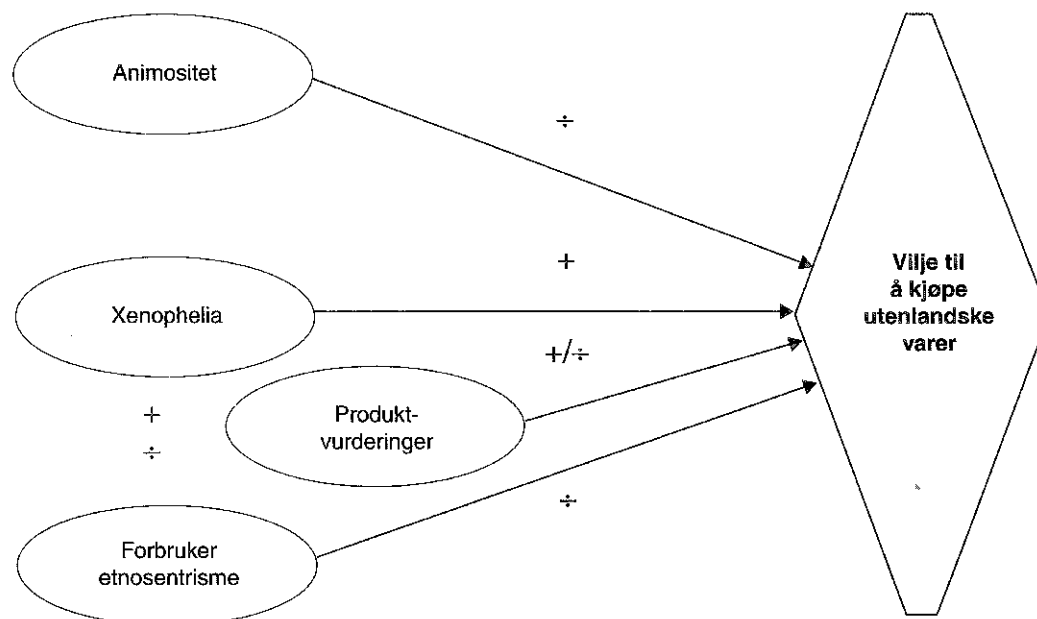 Animositet
÷
+
Xenophelia
+/÷
Produkt-
vurderinger
+
÷
÷
Forbruker
etnosentrisme
Vilje til
å kjøpe
utenlandske
varer